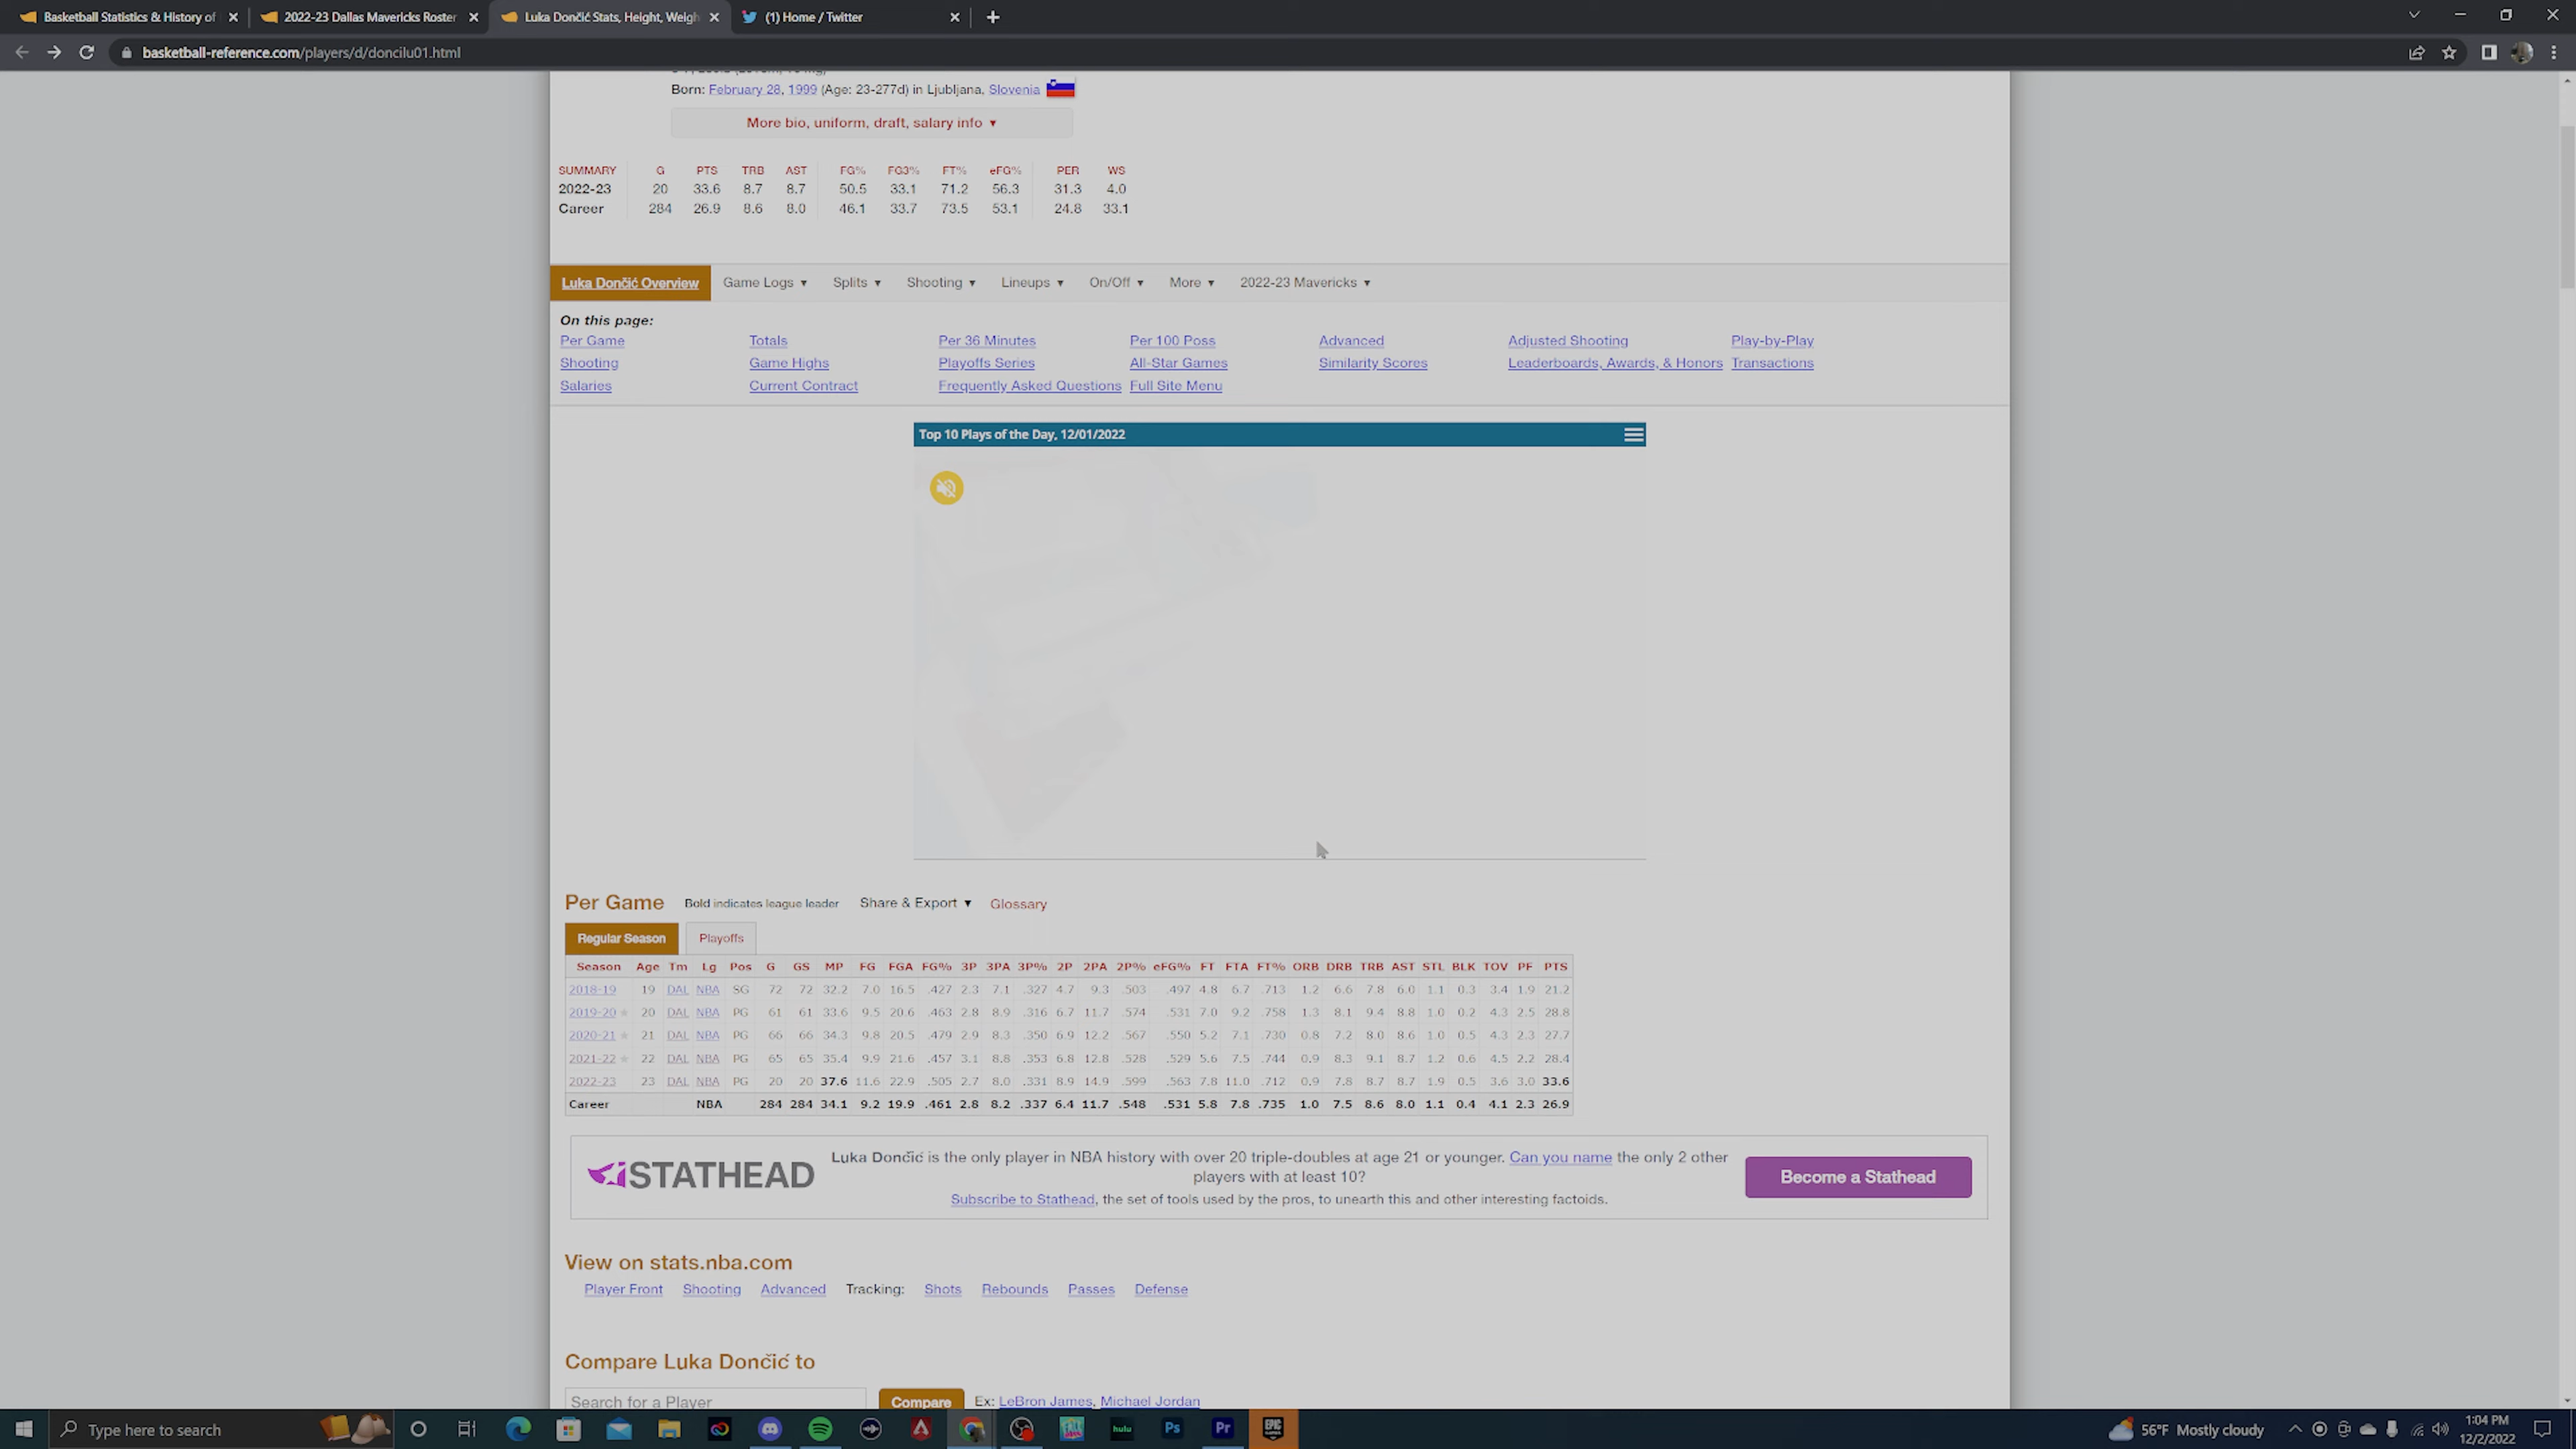 Basketball Statistics & History of
2022-23 Dallas Mavericks Roster
Luka Dončić Stats, Height, Weigh
(1) Home / Twitter
basketball-reference.com/players/d/doncilu01.html
Born: February 28, 1999 (Age: 23-277d) in Ljubljana, Slovenia
More bio, uniform, draft, salary info ▼
SUMMARY G PTS TRB AST FG% FG3% FT% eFG% PER WS
2022-23 20 33.6 8.7 8.7 50.5 33.1 71.2 56.3 31.3 4.0
Career 284 26.9 8.6 8.0 46.1 33.7 73.5 53.1 24.8 33.1
Luka Dončić Overview Game Logs ▼ Splits ▼ Shooting ▼ Lineups ▼ On/Off ▼ More ▼ 2022-23 Mavericks ▼
On this page:
Per Game Totals Per 36 Minutes Per 100 Poss Advanced Adjusted Shooting Play-by-Play
Shooting Game Highs Playoffs Series All-Star Games Similarity Scores Leaderboards, Awards, & Honors Transactions
Salaries Current Contract Frequently Asked Questions Full Site Menu
Top 10 Plays of the Day, 12/01/2022
Per Game Bold indicates league leader Share & Export ▼ Glossary
Regular Season Playoffs
Season Age Tm Lg Pos G GS MP FG FGA FG% 3P 3PA 3P% 2P 2PA 2P% eFG% FT FTA FT% ORB DRB TRB AST STL BLK TOV PF PTS
2018-19 19 DAL NBA SG 72 72 32.2 7.0 16.5 .427 2.3 7.1 .327 4.7 9.3 .503 .497 4.8 6.7 .713 1.2 6.6 7.8 6.0 1.1 0.3 3.4 1.9 21.2
2019-20 ★ 20 DAL NBA PG 61 61 33.6 9.5 20.6 .463 2.8 8.9 .316 6.7 11.7 .574 .531 7.0 9.2 .758 1.3 8.1 9.4 8.8 1.0 0.2 4.3 2.5 28.8
2020-21 ★ 21 DAL NBA PG 66 66 34.3 9.8 20.5 .479 2.9 8.3 .350 6.9 12.2 .567 .550 5.2 7.1 .730 0.8 7.2 8.0 8.6 1.0 0.5 4.3 2.3 27.7
2021-22 ★ 22 DAL NBA PG 65 65 35.4 9.9 21.6 .457 3.1 8.8 .353 6.8 12.8 .528 .529 5.6 7.5 .744 0.9 8.3 9.1 8.7 1.2 0.6 4.5 2.2 28.4
2022-23 23 DAL NBA PG 20 20 37.6 11.6 22.9 .505 2.7 8.0 .331 8.9 14.9 .599 .563 7.8 11.0 .712 0.9 7.8 8.7 8.7 1.9 0.5 3.6 3.0 33.6
Career NBA 284 284 34.1 9.2 19.9 .461 2.8 8.2 .337 6.4 11.7 .548 .531 5.8 7.8 .735 1.0 7.5 8.6 8.0 1.1 0.4 4.1 2.3 26.9
STATHEAD
Luka Dončić is the only player in NBA history with over 20 triple-doubles at age 21 or younger. Can you name the only 2 other
players with at least 10?
Subscribe to Stathead, the set of tools used by the pros, to unearth this and other interesting factoids.
Become a Stathead
View on stats.nba.com
Player Front Shooting Advanced Tracking: Shots Rebounds Passes Defense
Compare Luka Dončić to
Search for a Player Compare Ex: LeBron James, Michael Jordan
Type here to search
hulu
Ps
Pr
EPIC
GAMES
56°F Mostly cloudy
1:04 PM
12/2/2022